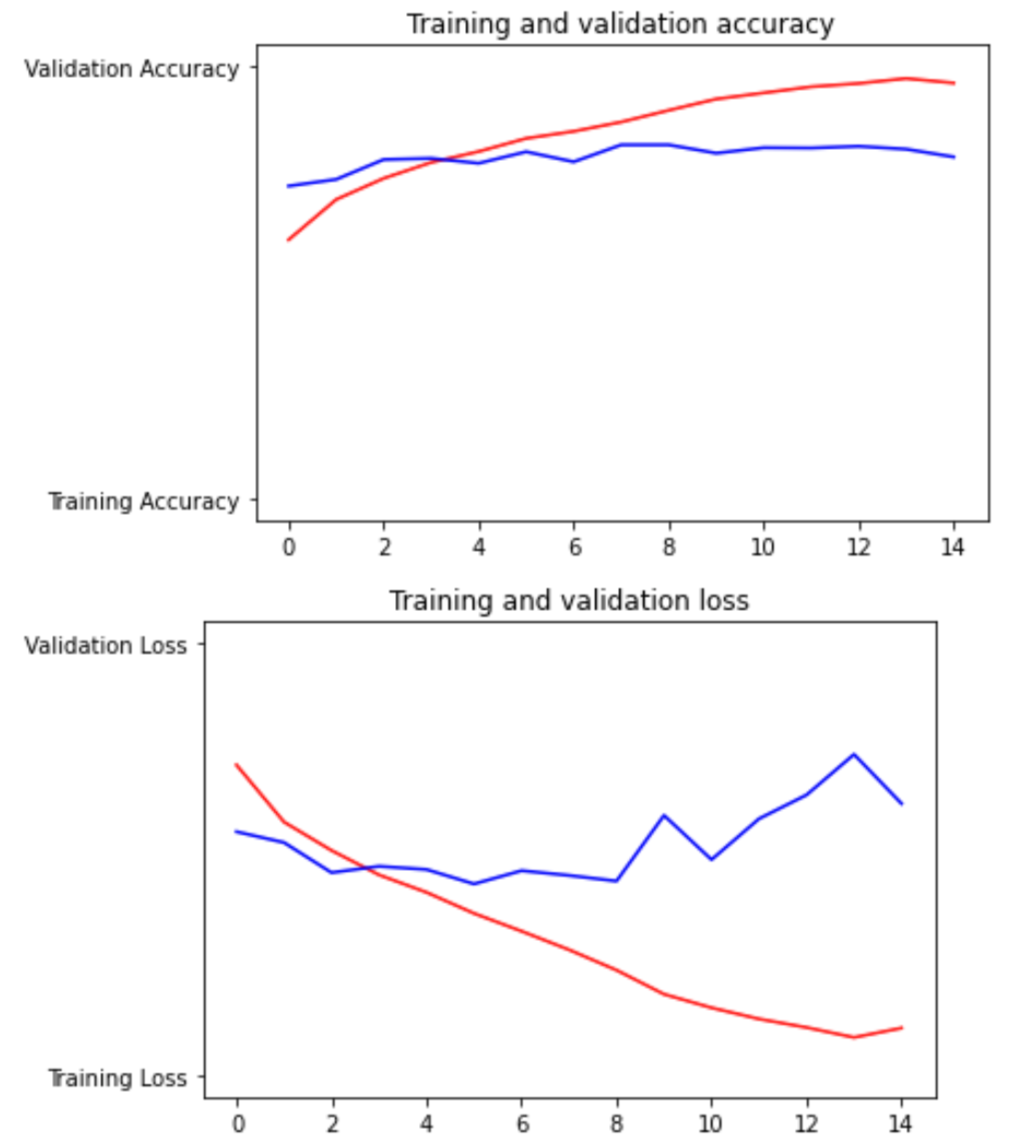 Training and validation accuracy
Validation Accuracy
Training Accuracy
0 2 4 6 8 10 12 14
Training and validation loss
Validation Loss
Training Loss
0 2 4 6 8 10 12 14